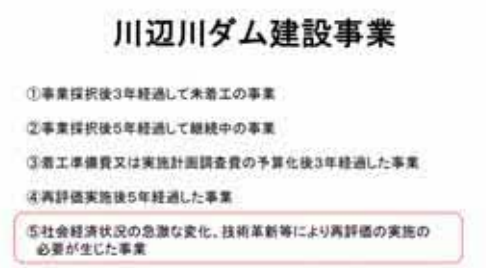 川辺川ダム建設事業
①事業採択後3年経過して未着工の事業
②事業採択後5年経過して継続中の事業
③着工準備費又は実施計画調査費の予算化後3年経過した事業
④再評価実施後5年経過した事業
⑤社会経済状況の急激な変化、技術革新等により再評価の実施の
必要が生じた事業